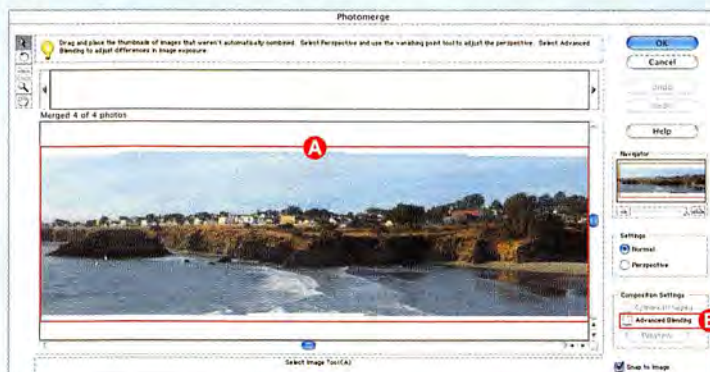 Photomerge
Drag and place the thumbnails of images that weren't automatically combined. Select Perspective and use the vanishing point tool to adjust the perspective. Select Advanced
Blending to adjust differences in image exposure.
OK
Cancel
Undo
Merged 4 of 4 photos
A
Help
Navigator
Settings
Normal
Perspective
Composition Settings
Advanced Blending
Preview
Select Image Tool(A)
Snap to Image